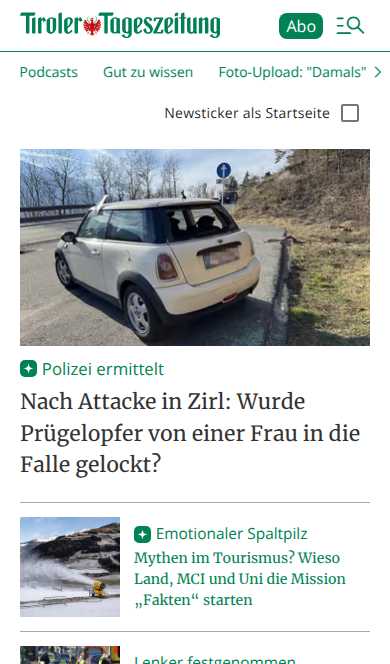 Tiroler Tageszeitung
Abo
Podcasts Gut zu wissen Foto-Upload: "Damals"
Newsticker als Startseite
Polizei ermittelt
Nach Attacke in Zirl: Wurde
Prügelopfer von einer Frau in die
Falle gelockt?
Emotionaler Spaltpilz
Mythen im Tourismus? Wieso
Land, MCI und Uni die Mission
„Fakten“ starten
Lenker festgenommen